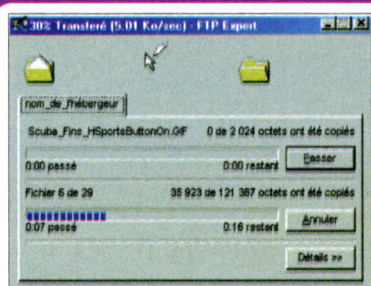 30% Transferé (5.01 Ko/sec) - FTP Expert
nom_de_l'hébergeur
Scuba_Fins_HSportsButtonOn.GIF 0 de 2 024 octets ont été copiés
0:00 passé 0:00 restant Passer
Fichier 6 de 29 35 923 de 121 387 octets ont été copiés
0:07 passé 0:16 restant Annuler
Détails >>